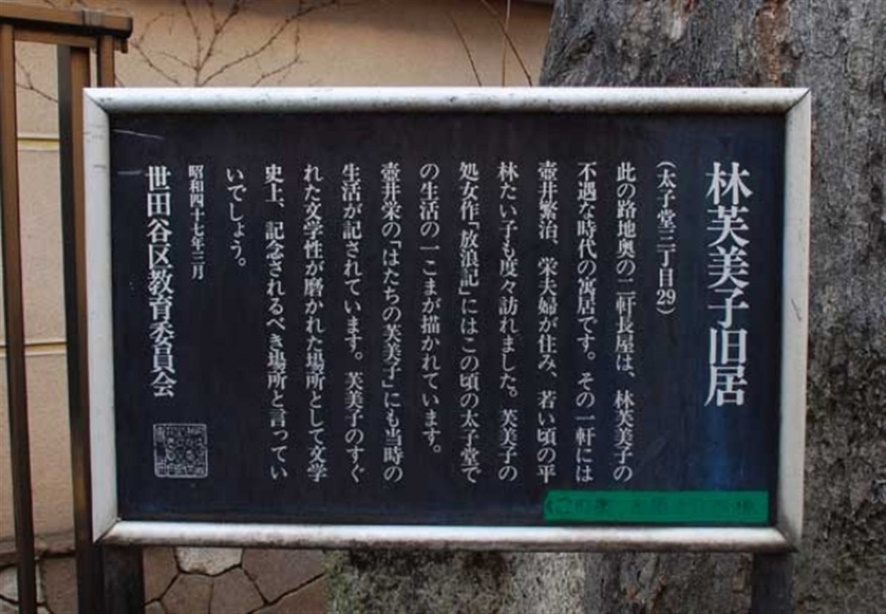 林芙美子旧居
(太子堂三丁目29)
此の路地奥の二軒長屋は、林芙美子の
不遇な時代の寓居です。その一軒には
壺井繁治、栄夫婦が住み、若い頃の平
林たい子も度々訪れました。芙美子の
処女作「放浪記」にはこの頃の太子堂で
の生活の一こまが描かれています。
壺井栄の「はたちの芙美子」にも当時の
生活が記されています。芙美子のすぐ
れた文学性が磨かれた場所として文学
史上、記念されるべき場所と言ってい
いでしょう。
昭和四十七年三月
世田谷区教育委員会